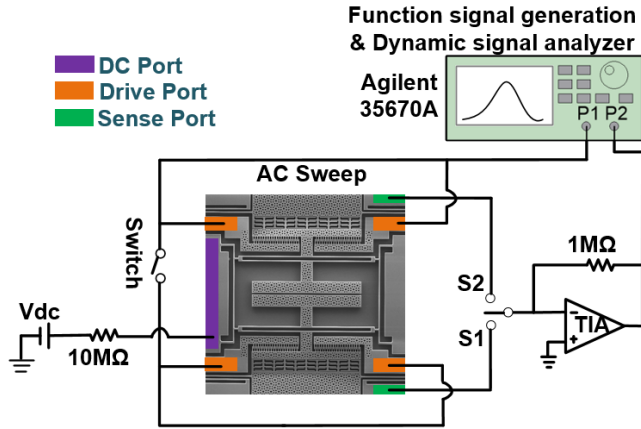 Function signal generation
& Dynamic signal analyzer
Agilent
35670A
P1 P2
DC Port
Drive Port
Sense Port
AC Sweep
Switch
Vdc
10MΩ
S2
S1
1MΩ
-
+
TIA